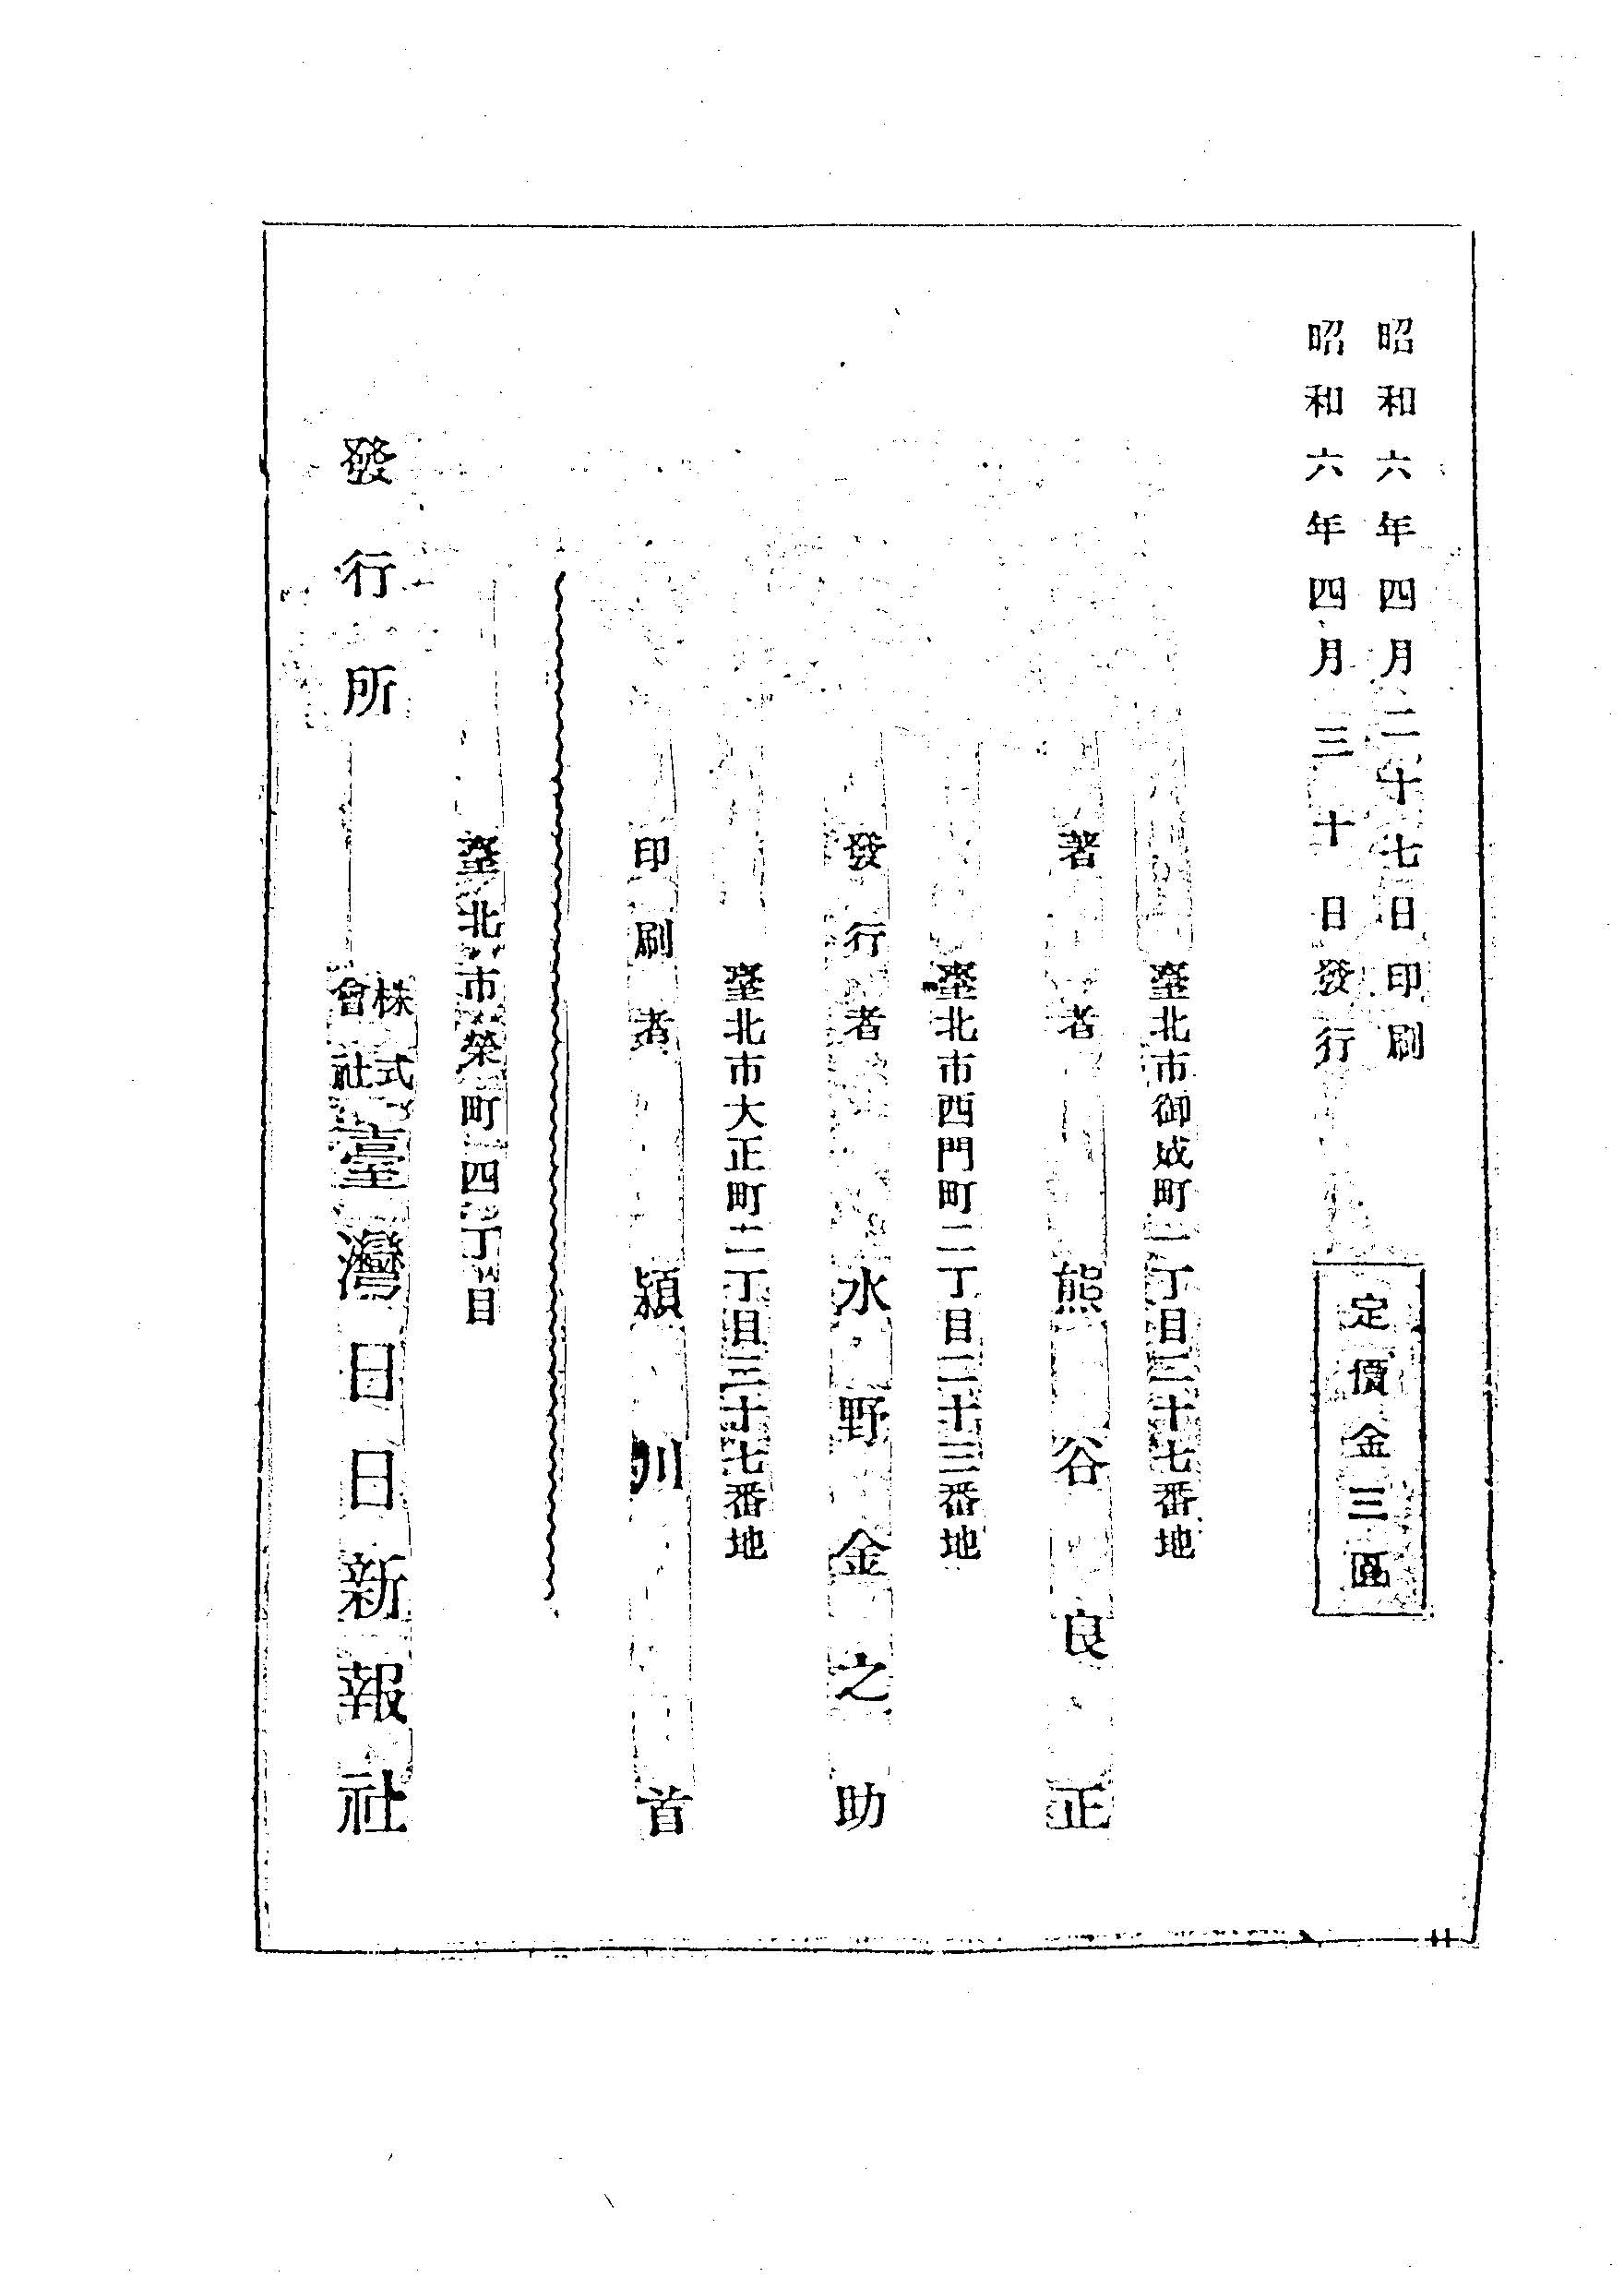 昭和六年四月二十七日印刷
昭和六年四月三十日發行
定價金三圓
臺北市御成町一丁目二十七番地
著者 熊谷良正
臺北市西門町二丁目二十三番地
發行者 水野金之助
臺北市大正町二丁目三十七番地
印刷者 潁川首
臺北市榮町四丁目
發行所 株式會社 臺灣日日新報社